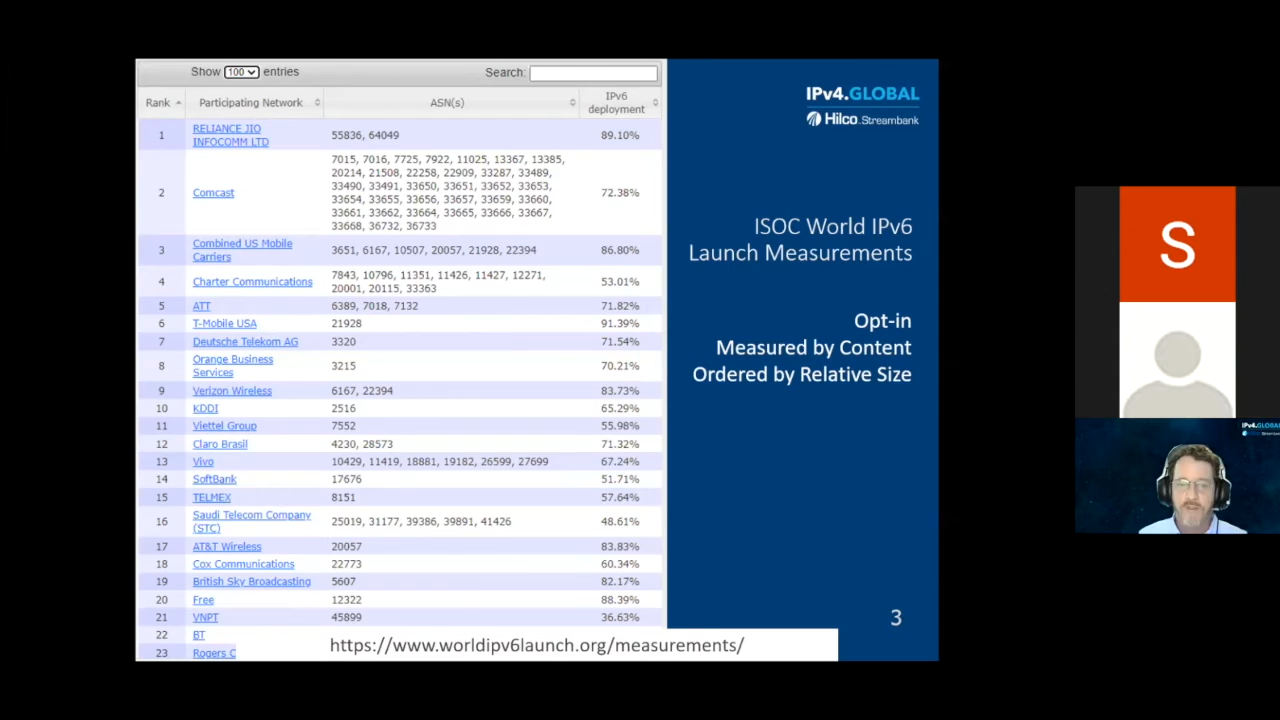 Show 100 entries Search:
Rank Participating Network ASN(s) IPv6 deployment
1 RELIANCE JIO INFOCOMM LTD 55836, 64049 89.10%
7015, 7016, 7725, 7922, 11025, 13367, 13385,
20214, 21508, 22258, 22909, 33287, 33489,
33490, 33491, 33650, 33651, 33652, 33653,
2 Comcast 33654, 33655, 33656, 33657, 33659, 33660, 72.38%
33661, 33662, 33664, 33665, 33666, 33667,
33668, 36732, 36733
3 Combined US Mobile Carriers 3651, 6167, 10507, 20057, 21928, 22394 86.80%
4 Charter Communications 7843, 10796, 11351, 11426, 11427, 12271, 53.01%
20001, 20115, 33363
5 ATT 6389, 7018, 7132 71.82%
6 T-Mobile USA 21928 91.39%
7 Deutsche Telekom AG 3320 71.54%
8 Orange Business Services 3215 70.21%
9 Verizon Wireless 6167, 22394 83.73%
10 KDDI 2516 65.29%
11 Viettel Group 7552 55.98%
12 Claro Brasil 4230, 28573 71.32%
13 Vivo 10429, 11419, 18881, 19182, 26599, 27699 67.24%
14 SoftBank 17676 51.71%
15 TELMEX 8151 57.64%
16 Saudi Telecom Company (STC) 25019, 31177, 39386, 39891, 41426 48.61%
17 AT&T Wireless 20057 83.83%
18 Cox Communications 22773 60.34%
19 British Sky Broadcasting 5607 82.17%
20 Free 12322 88.39%
21 VNPT 45899 36.63%
22 BT
23 Rogers C
https://www.worldipv6launch.org/measurements/
IPv4.GLOBAL
Hilco.Streambank
ISOC World IPv6
Launch Measurements
Opt-in
Measured by Content
Ordered by Relative Size
3
S
IPv4.GLOBAL
Hilco.Streambank